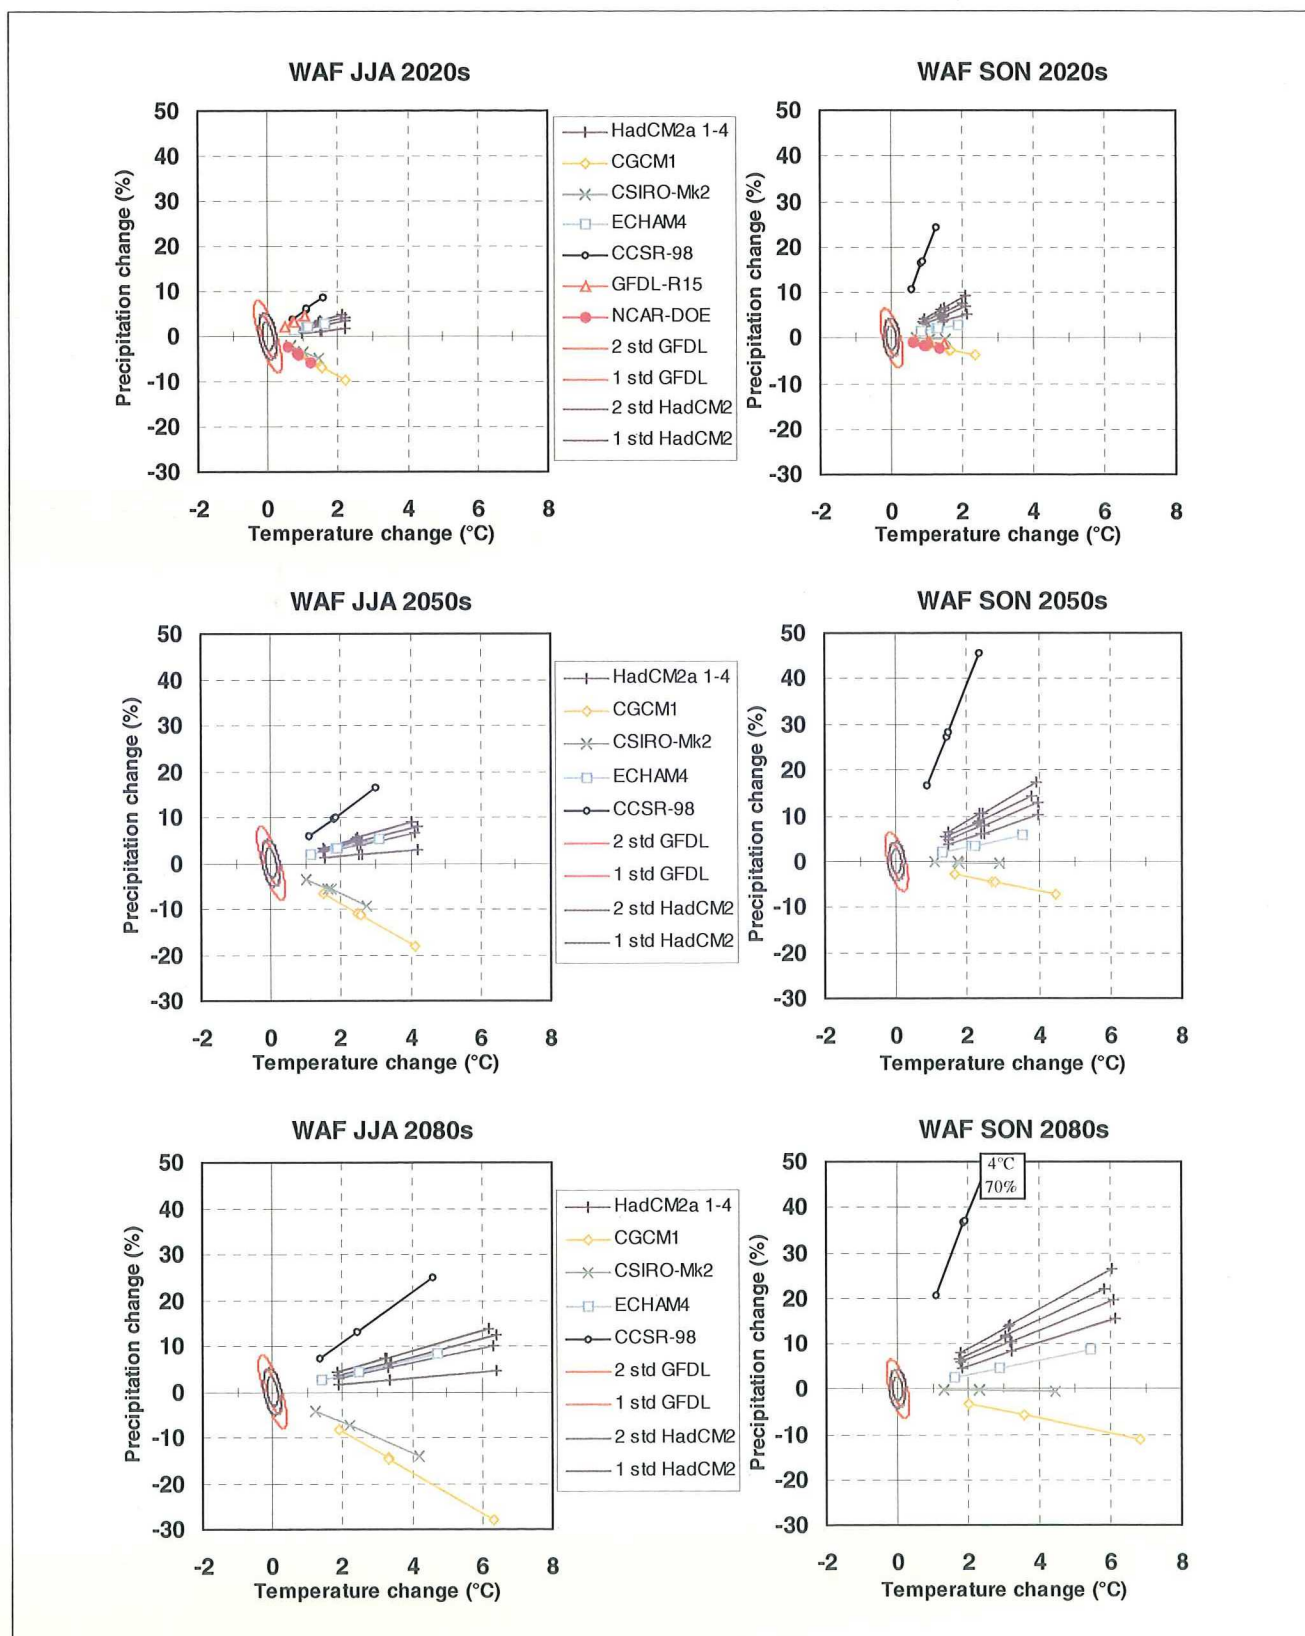 WAF JJA 2020s
50
40
30
20
10
0
-10
-20
-30
-2 0 2 4 6 8
Temperature change (°C)
Precipitation change (%)
HadCM2a 1-4
CGCM1
CSIRO-Mk2
ECHAM4
CCSR-98
GFDL-R15
NCAR-DOE
2 std GFDL
1 std GFDL
2 std HadCM2
1 std HadCM2
WAF SON 2020s
50
40
30
20
10
0
-10
-20
-30
-2 0 2 4 6 8
Temperature change (°C)
Precipitation change (%)
WAF JJA 2050s
50
40
30
20
10
0
-10
-20
-30
-2 0 2 4 6 8
Temperature change (°C)
Precipitation change (%)
HadCM2a 1-4
CGCM1
CSIRO-Mk2
ECHAM4
CCSR-98
2 std GFDL
1 std GFDL
2 std HadCM2
1 std HadCM2
WAF SON 2050s
50
40
30
20
10
0
-10
-20
-30
-2 0 2 4 6 8
Temperature change (°C)
Precipitation change (%)
WAF JJA 2080s
50
40
30
20
10
0
-10
-20
-30
-2 0 2 4 6 8
Temperature change (°C)
Precipitation change (%)
HadCM2a 1-4
CGCM1
CSIRO-Mk2
ECHAM4
CCSR-98
2 std GFDL
1 std GFDL
2 std HadCM2
1 std HadCM2
WAF SON 2080s
4°C
70%
50
40
30
20
10
0
-10
-20
-30
-2 0 2 4 6 8
Temperature change (°C)
Precipitation change (%)